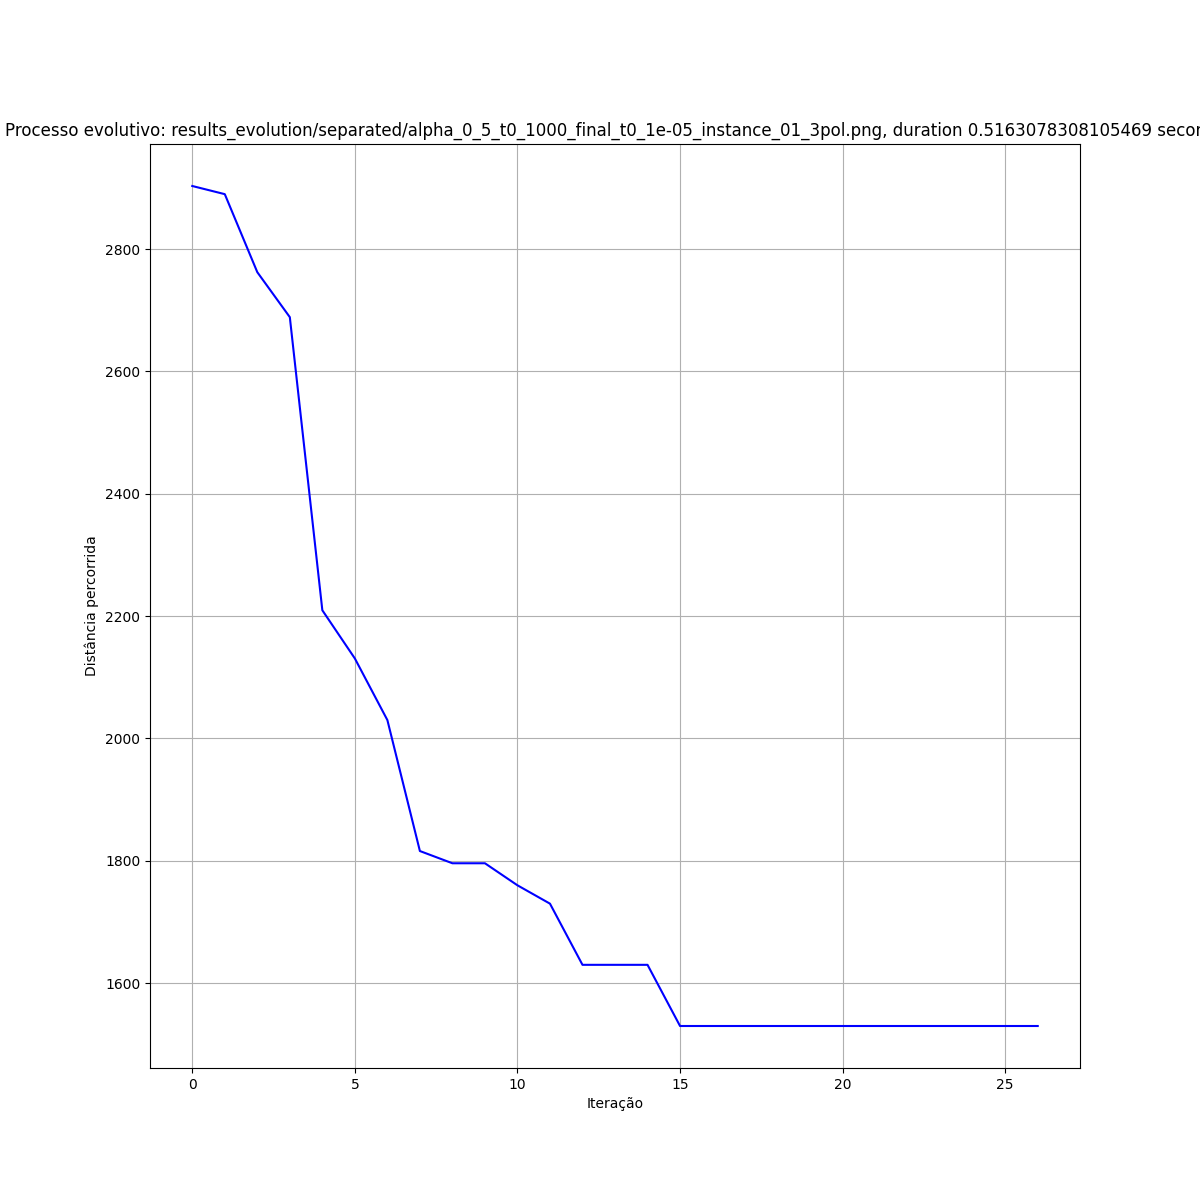 Processo evolutivo: results_evolution/separated/alpha_0_5_t0_1000_final_t0_1e-05_instance_01_3pol.png, duration 0.5163078308105469
2800
2600
2400
2200
2000
1800
1600
Distância percorrida
0 5 10 15 20 25
Iteração